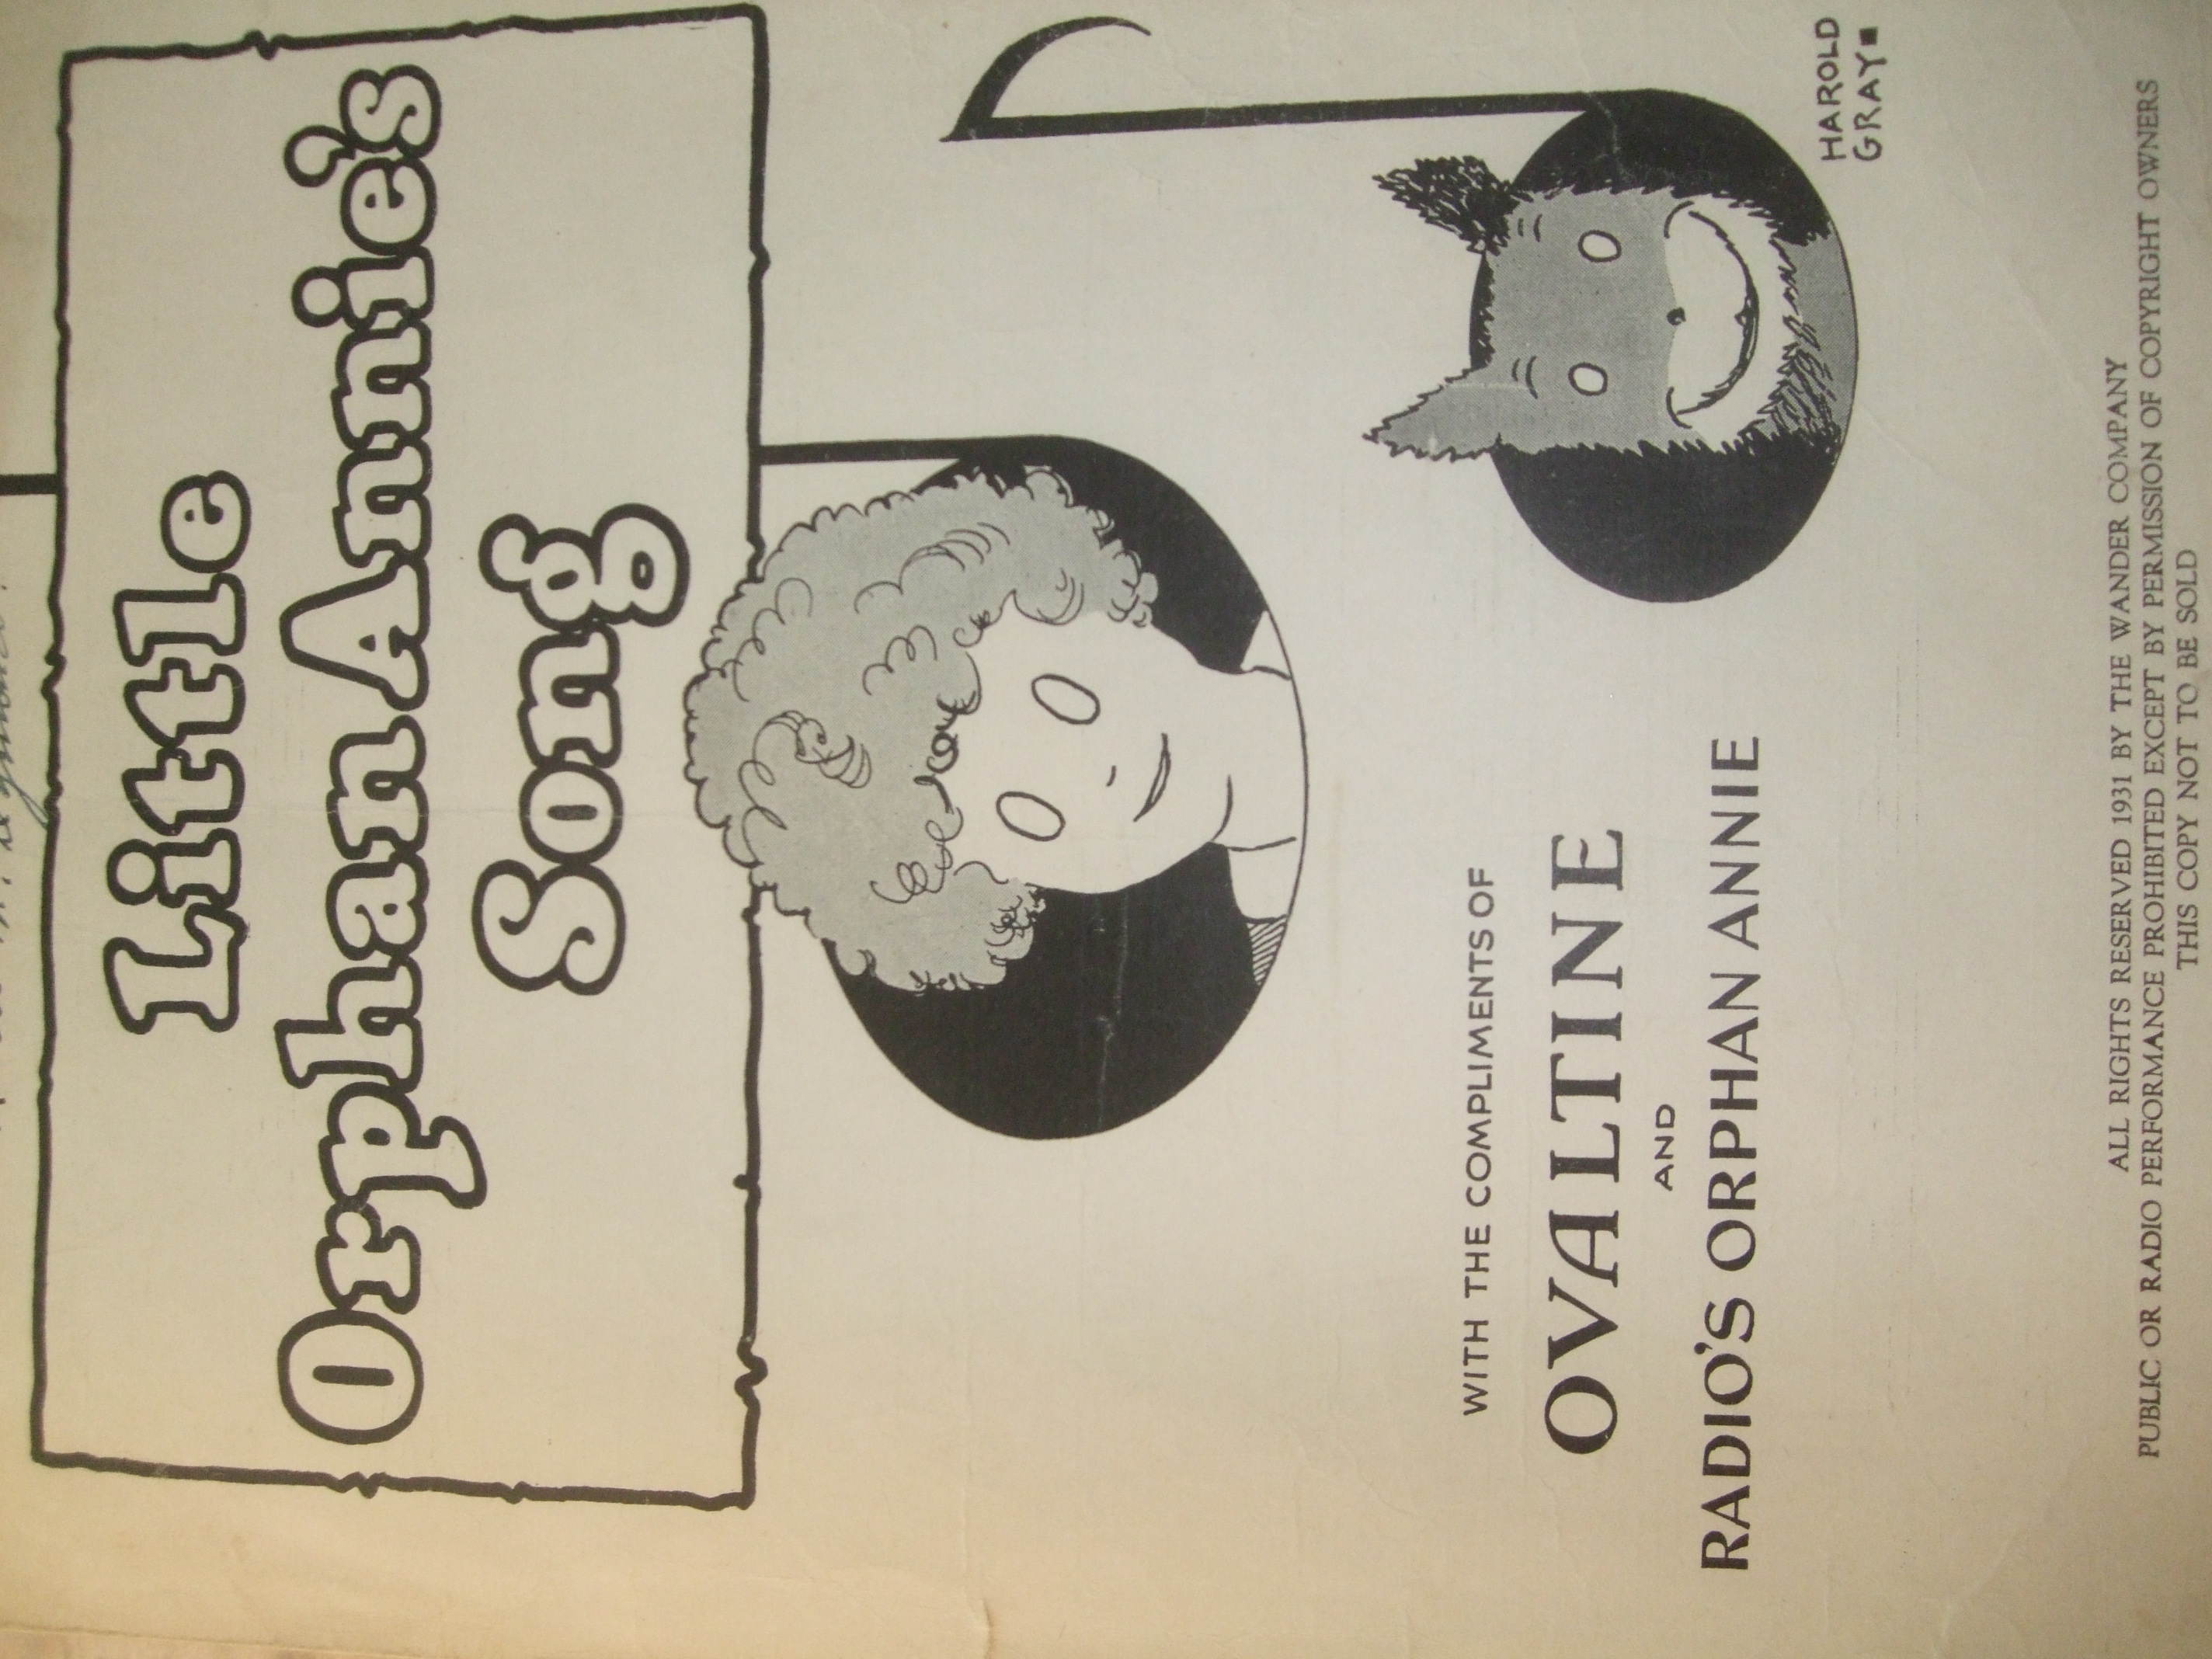 Little
Orphan Annie's
Song
HAROLD
GRAY
WITH THE COMPLIMENTS OF
OVALTINE
AND
RADIO'S ORPHAN ANNIE
ALL RIGHTS RESERVED 1931 BY THE WANDER COMPANY
PUBLIC OR RADIO PERFORMANCE PROHIBITED EXCEPT BY PERMISSION OF COPYRIGHT OWNERS
THIS COPY NOT TO BE SOLD